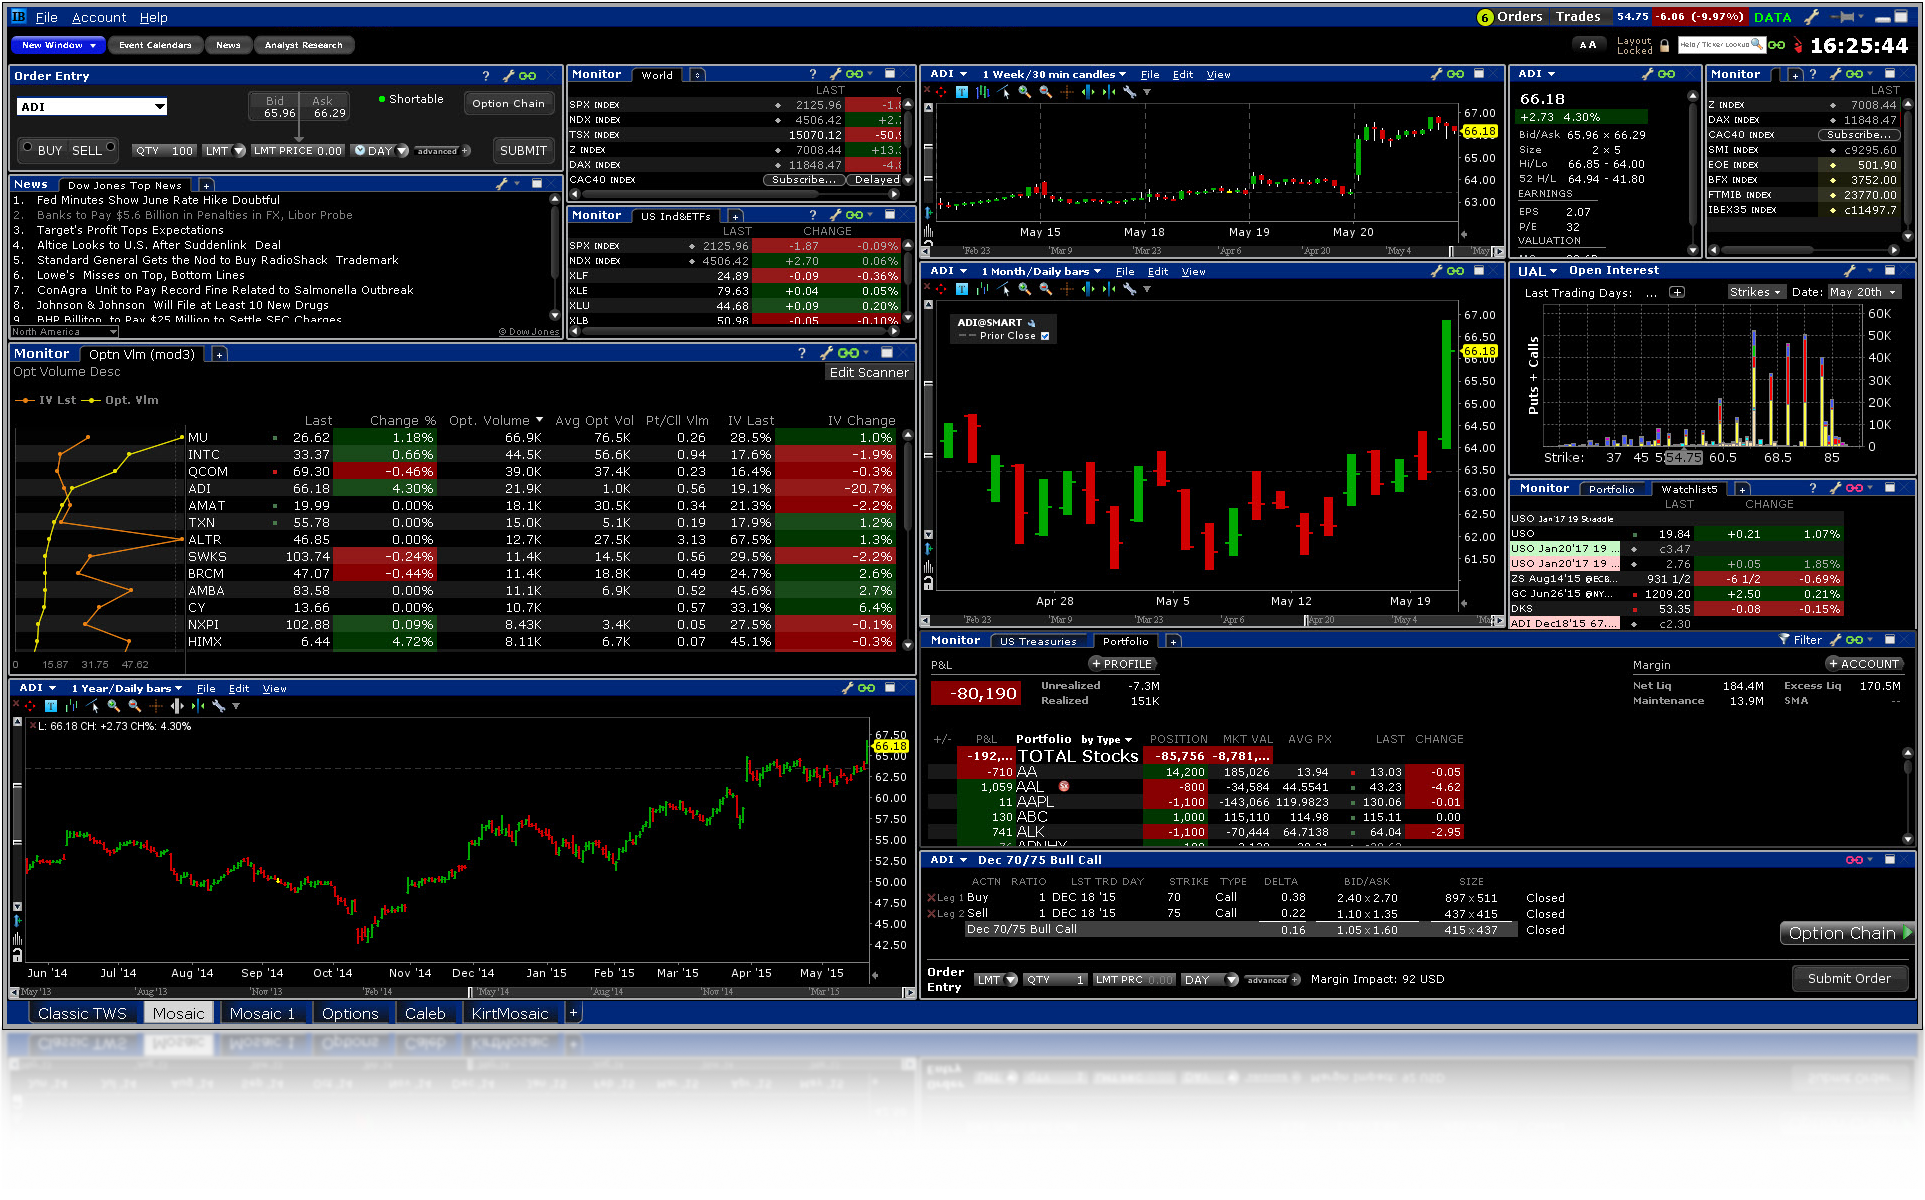 IB File Account Help
6 Orders Trades 54.75 -6.06 (-9.97%) DATA
New Window Event Calendars News Analyst Research
A A Layout Locked Help / Ticker Lookup 16:25:44
Order Entry ?
ADI Bid 65.96 Ask 66.29 Shortable Option Chain
BUY SELL QTY 100 LMT LMT PRICE 0.00 DAY advanced + SUBMIT
News Dow Jones Top News +
1. Fed Minutes Show June Rate Hike Doubtful
2. Banks to Pay $5.6 Billion in Penalties in FX, Libor Probe
3. Target's Profit Tops Expectations
4. Altice Looks to U.S. After Suddenlink Deal
5. Standard General Gets the Nod to Buy RadioShack Trademark
6. Lowe's Misses on Top, Bottom Lines
7. ConAgra Unit to Pay Record Fine Related to Salmonella Outbreak
8. Johnson & Johnson Will File at Least 10 New Drugs
9. BHP Billiton to Pay $25 Million to Settle SEC Charges
North America © Dow Jones
Monitor World ?
LAST C
SPX INDEX 2125.96 -1.8
NDX INDEX 4506.42 +2.
TSX INDEX 15070.12 -50.9
Z INDEX 7008.44 +13.3
DAX INDEX 11848.47 -4.8
CAC40 INDEX Subscribe... Delayed
Monitor US Ind&ETFs + ?
LAST CHANGE
SPX INDEX 2125.96 -1.87 -0.09%
NDX INDEX 4506.42 +2.70 0.06%
XLF 24.89 -0.09 -0.36%
XLE 79.63 +0.04 0.05%
XLU 44.68 +0.09 0.20%
XLB 50.98 -0.05 -0.10%
Monitor Optn Vlm (mod3) + ?
Opt Volume Desc Edit Scanner
IV Lst Opt. Vlm
Last Change % Opt. Volume Avg Opt Vol Pt/Cll Vlm IV Last IV Change
MU 26.62 1.18% 66.9K 76.5K 0.26 28.5% 1.0%
INTC 33.37 0.66% 44.5K 56.6K 0.94 17.6% -1.9%
QCOM 69.30 -0.46% 39.0K 37.4K 0.23 16.4% -0.3%
ADI 66.18 4.30% 21.9K 1.0K 0.56 19.1% -20.7%
AMAT 19.99 0.00% 18.1K 30.5K 0.34 21.3% -2.2%
TXN 55.78 0.00% 15.0K 5.1K 0.19 17.9% 1.2%
ALTR 46.85 0.00% 12.7K 27.5K 3.13 67.5% 1.3%
SWKS 103.74 -0.24% 11.4K 14.5K 0.56 29.5% -2.2%
BRCM 47.07 -0.44% 11.4K 18.8K 0.49 24.7% 2.6%
AMBA 83.58 0.00% 11.1K 6.9K 0.52 45.6% 2.7%
CY 13.66 0.00% 10.7K 0.57 33.1% 6.4%
NXPI 102.88 0.09% 8.43K 3.4K 0.05 27.5% -0.1%
HIMX 6.44 4.72% 8.11K 6.7K 0.07 45.1% -0.3%
0 15.87 31.75 47.62
ADI 1 Year/Daily bars File Edit View
L: 66.18 CH: +2.73 CH%: 4.30%
67.50
66.18
65.00
62.50
60.00
57.50
55.00
52.50
50.00
47.50
45.00
42.50
Jun '14 Jul '14 Aug '14 Sep '14 Oct '14 Nov '14 Dec '14 Jan '15 Feb '15 Mar '15 Apr '15 May '15
May '13 Aug '13 Nov '13 Feb '14 May '14 Aug '14 Nov '14 Mar '15
ADI 1 Week/30 min candles File Edit View
67.00
66.18
65.00
64.00
63.00
May 15 May 18 May 19 May 20
Feb 23 Mar 9 Mar 23 Apr 6 Apr 20 May 4
ADI 1 Month/Daily bars File Edit View
ADI@SMART
Prior Close
67.00
66.50
66.18
66.00
65.50
65.00
64.50
64.00
63.50
63.00
62.50
62.00
61.50
Apr 28 May 5 May 12 May 19
Feb 23 Mar 9 Mar 23 Apr 6 Apr 20 May 4
ADI
66.18
+2.73 4.30%
Bid/Ask 65.96 × 66.29
Size 2 × 5
Hi/Lo 66.85 - 64.00
52 H/L 64.94 - 41.80
EARNINGS
EPS 2.07
P/E 32
VALUATION
Monitor + ?
LAST
Z INDEX 7008.44
DAX INDEX 11848.47
CAC40 INDEX Subscribe...
SMI INDEX c9295.60
EOE INDEX 501.90
BFX INDEX 3752.00
FTMIB INDEX 23770.00
IBEX35 INDEX c11497.7
UAL Open Interest
Last Trading Days: ... + Strikes Date: May 20th
Puts + Calls
60K
50K
40K
30K
20K
10K
0
Strike: 37 45 54.75 60.5 68.5 85
Monitor Portfolio Watchlist5 + ?
LAST CHANGE
USO Jan'17 19 Straddle
USO 19.84 +0.21 1.07%
USO Jan20'17 19 ... c3.47
USO Jan20'17 19 ... 2.76 +0.05 1.85%
ZS Aug14'15 @ECB... 931 1/2 -6 1/2 -0.69%
GC Jun26'15 @NY... 1209.20 +2.50 0.21%
DKS 53.35 -0.08 -0.15%
ADI Dec18'15 67.... c2.30
Monitor US Treasuries Portfolio + Filter
P&L + PROFILE Margin + ACCOUNT
-80,190 Unrealized -7.3M Net Liq 184.4M Excess Liq 170.5M
Realized 151K Maintenance 13.9M SMA --
+/- P&L Portfolio by Type POSITION MKT VAL AVG PX LAST CHANGE
-192,... TOTAL Stocks -85,756 -8,781,...
-710 AA 14,200 185,026 13.94 13.03 -0.05
1,059 AAL -800 -34,584 44.5541 43.23 -4.62
11 AAPL -1,100 -143,066 119.9823 130.06 -0.01
130 ABC 1,000 115,110 114.98 115.11 0.00
741 ALK -1,100 -70,444 64.7138 64.04 -2.95
ADI Dec 70/75 Bull Call
ACTN RATIO LST TRD DAY STRIKE TYPE DELTA BID/ASK SIZE
Leg 1 Buy 1 DEC 18 '15 70 Call 0.38 2.40 x 2.70 897 x 511 Closed
Leg 2 Sell 1 DEC 18 '15 75 Call 0.22 1.10 x 1.35 437 x 415 Closed
Dec 70/75 Bull Call 0.16 1.05 x 1.60 415 x 437 Closed
Option Chain
Order Entry LMT QTY 1 LMT PRC 0.00 DAY advanced + Margin Impact: 92 USD Submit Order
Classic TWS Mosaic Mosaic 1 Options Caleb KirtMosaic +